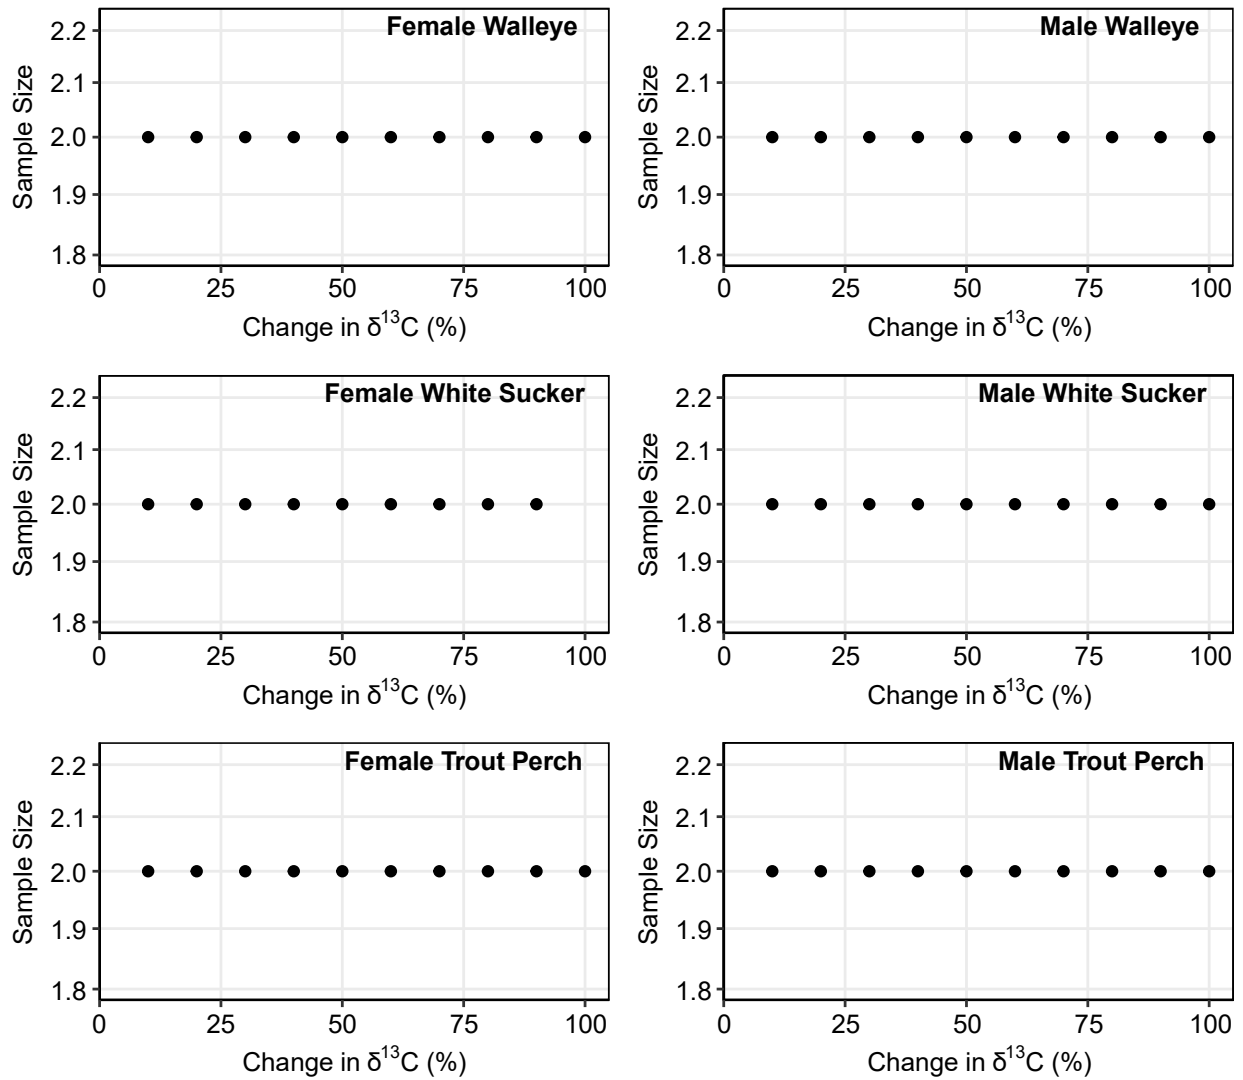 Female Walleye
Sample Size
2.2
2.1
2.0
1.9
1.8
0 25 50 75 100
Change in δ¹³C (%)
Male Walleye
Sample Size
2.2
2.1
2.0
1.9
1.8
0 25 50 75 100
Change in δ¹³C (%)
Female White Sucker
Sample Size
2.2
2.1
2.0
1.9
1.8
0 25 50 75 100
Change in δ¹³C (%)
Male White Sucker
Sample Size
2.2
2.1
2.0
1.9
1.8
0 25 50 75 100
Change in δ¹³C (%)
Female Trout Perch
Sample Size
2.2
2.1
2.0
1.9
1.8
0 25 50 75 100
Change in δ¹³C (%)
Male Trout Perch
Sample Size
2.2
2.1
2.0
1.9
1.8
0 25 50 75 100
Change in δ¹³C (%)